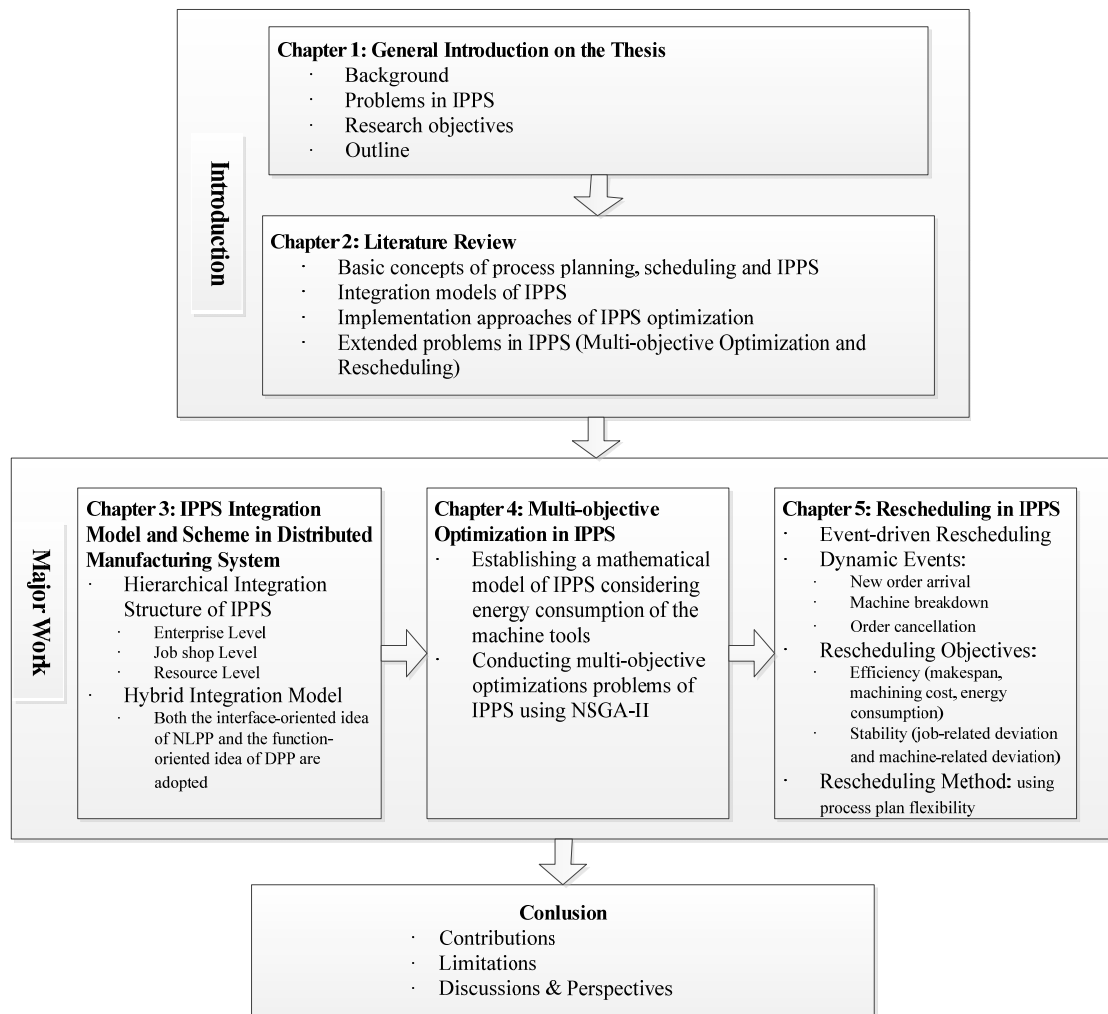 Introduction
Chapter 1: General Introduction on the Thesis
· Background
· Problems in IPPS
· Research objectives
· Outline
Chapter 2: Literature Review
· Basic concepts of process planning, scheduling and IPPS
· Integration models of IPPS
· Implementation approaches of IPPS optimization
· Extended problems in IPPS (Multi-objective Optimization and
Rescheduling)
Major Work
Chapter 3: IPPS Integration
Model and Scheme in Distributed
Manufacturing System
· Hierarchical Integration
Structure of IPPS
· Enterprise Level
· Job shop Level
· Resource Level
· Hybrid Integration Model
· Both the interface-oriented idea
of NLPP and the function-
oriented idea of DPP are
adopted
Chapter 4: Multi-objective
Optimization in IPPS
· Establishing a mathematical
model of IPPS considering
energy consumption of the
machine tools
· Conducting multi-objective
optimizations problems of
IPPS using NSGA-II
Chapter 5: Rescheduling in IPPS
· Event-driven Rescheduling
· Dynamic Events:
· New order arrival
· Machine breakdown
· Order cancellation
· Rescheduling Objectives:
· Efficiency (makespan,
machining cost, energy
consumption)
· Stability (job-related deviation
and machine-related deviation)
· Rescheduling Method: using
process plan flexibility
Conlusion
· Contributions
· Limitations
· Discussions & Perspectives